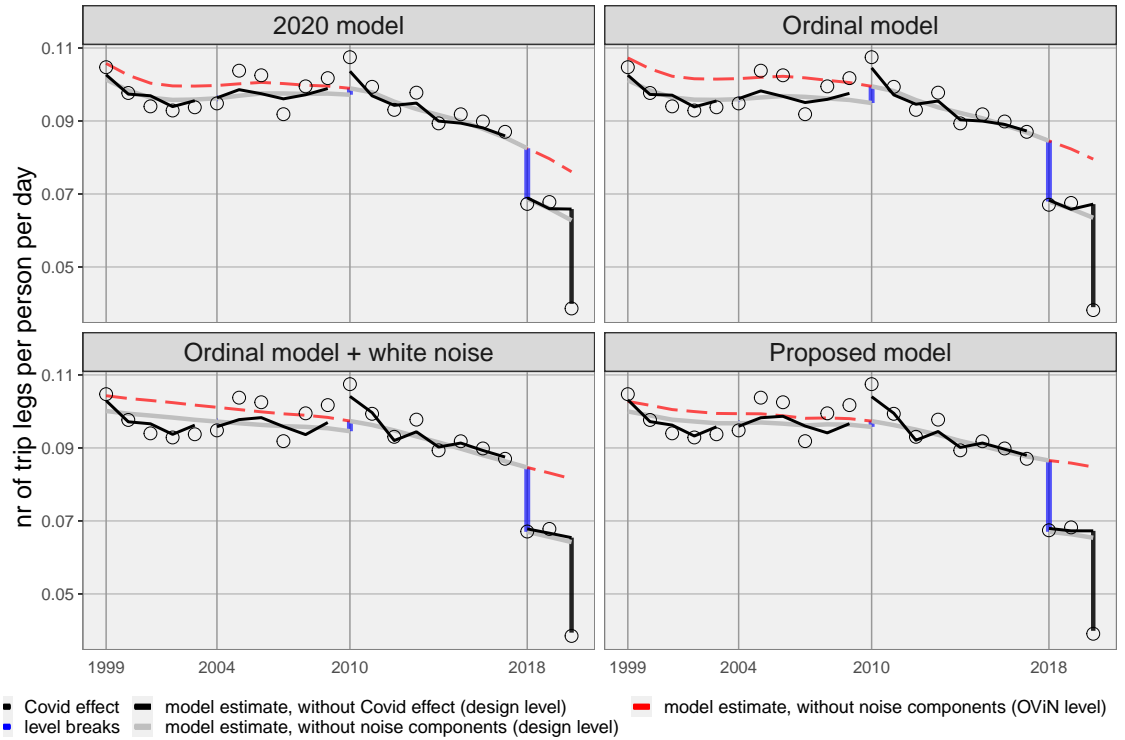 2020 model
Ordinal model
0.11
0.09
0.07
0.05
Ordinal model + white noise
Proposed model
0.11
0.09
0.07
0.05
nr of trip legs per person per day
1999
2004
2010
2018
1999
2004
2010
2018
Covid effect
model estimate, without Covid effect (design level)
model estimate, without noise components (OViN level)
level breaks
model estimate, without noise components (design level)